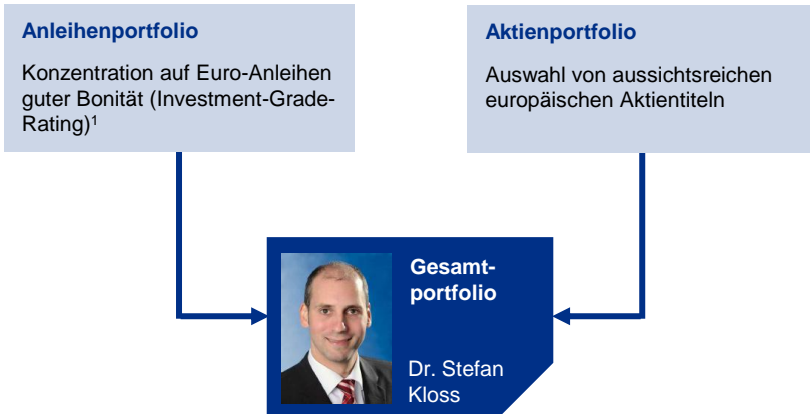 Anleihenportfolio
Konzentration auf Euro-Anleihen
guter Bonität (Investment-Grade-
Rating)¹
Aktienportfolio
Auswahl von aussichtsreichen
europäischen Aktientiteln
Gesamt-
portfolio
Dr. Stefan
Kloss